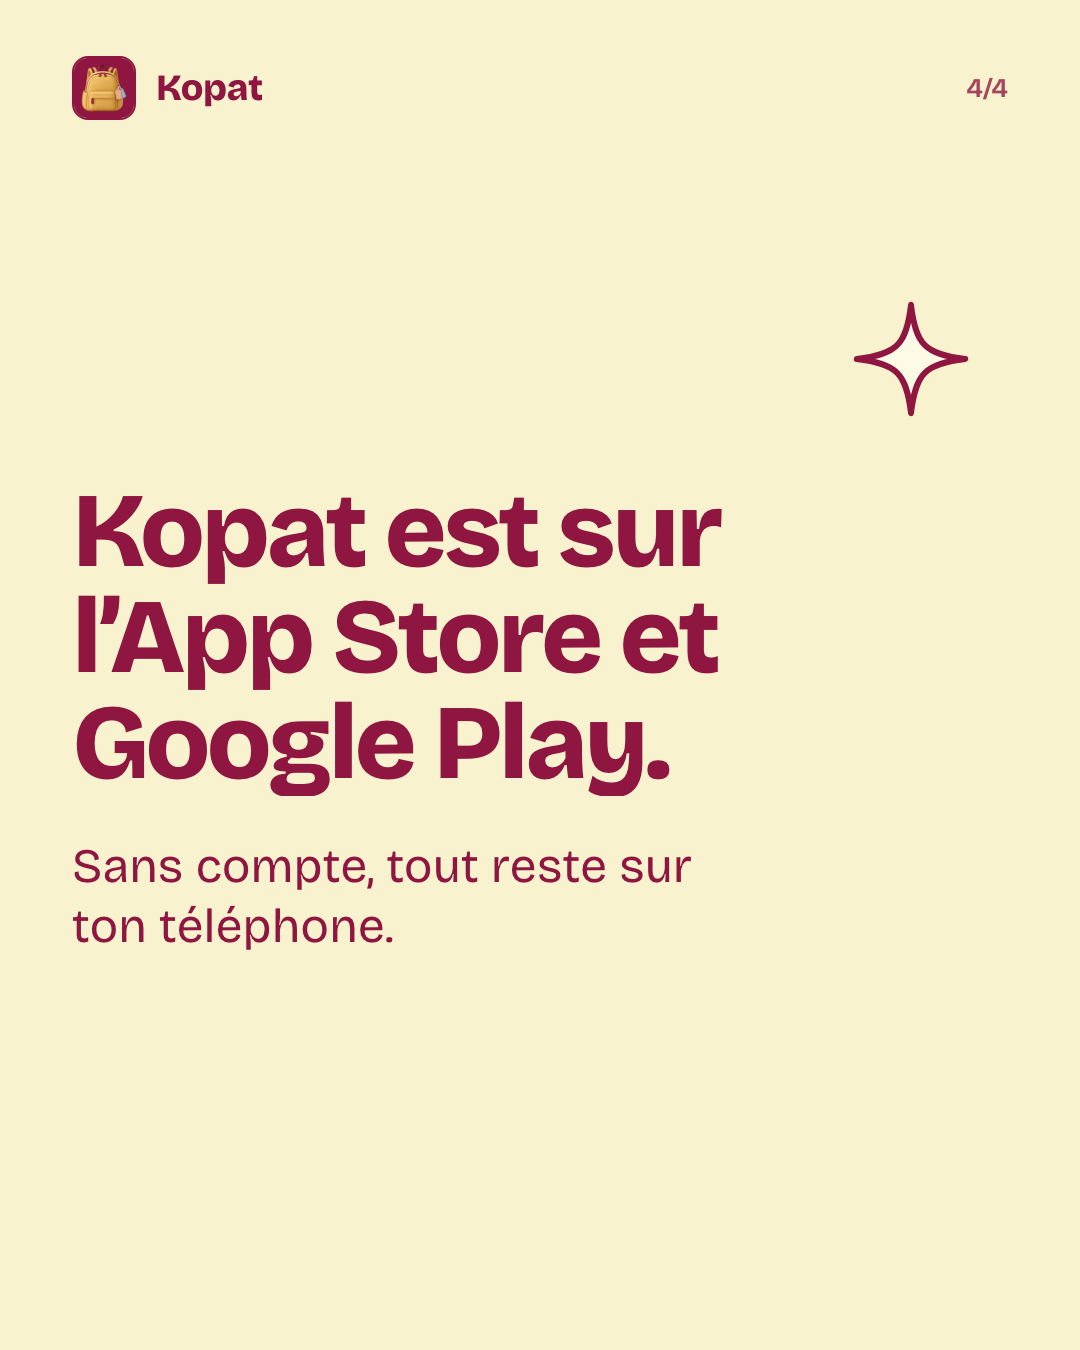 Kopat
4/4
Kopat est sur
l’App Store et
Google Play.
Sans compte, tout reste sur
ton téléphone.